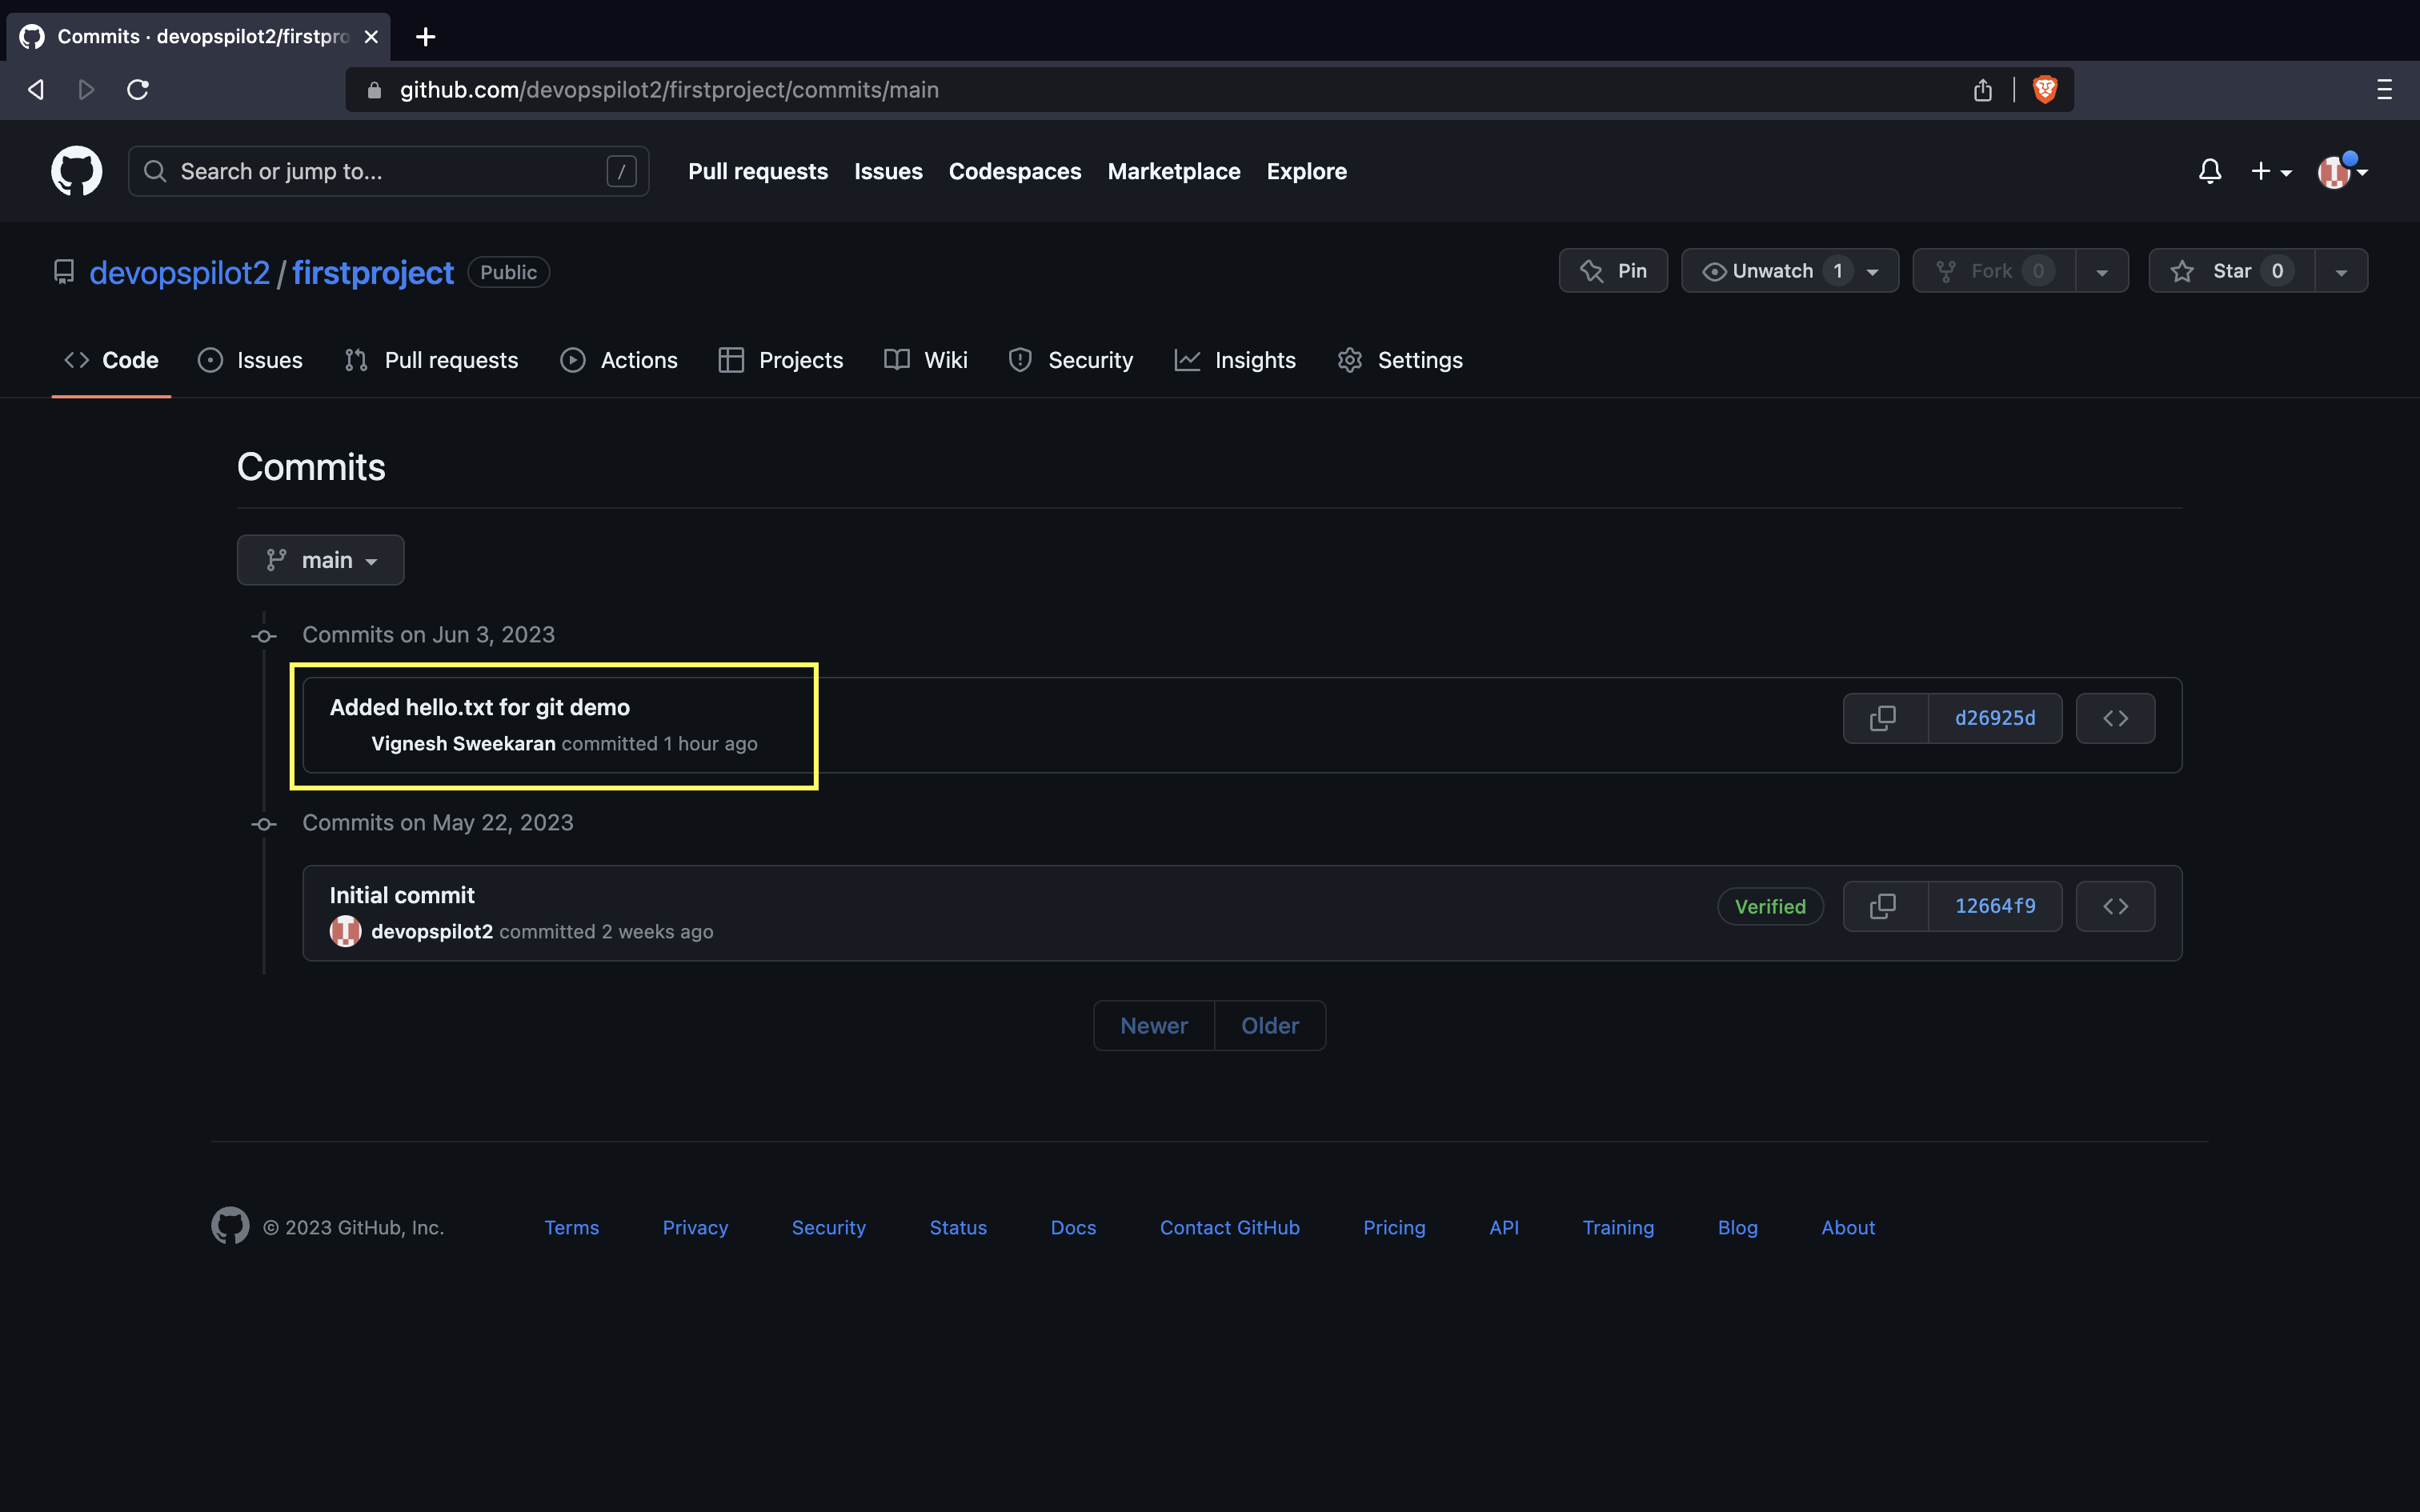 Commits · devopspilot2/firstpro
github.com/devopspilot2/firstproject/commits/main
Search or jump to... /
Pull requests Issues Codespaces Marketplace Explore
devopspilot2 / firstproject Public
Pin Unwatch 1 Fork 0 Star 0
Code Issues Pull requests Actions Projects Wiki Security Insights Settings
Commits
main
Commits on Jun 3, 2023
Added hello.txt for git demo
Vignesh Sweekaran committed 1 hour ago
d26925d
Commits on May 22, 2023
Initial commit
devopspilot2 committed 2 weeks ago
Verified 12664f9
Newer Older
© 2023 GitHub, Inc. Terms Privacy Security Status Docs Contact GitHub Pricing API Training Blog About